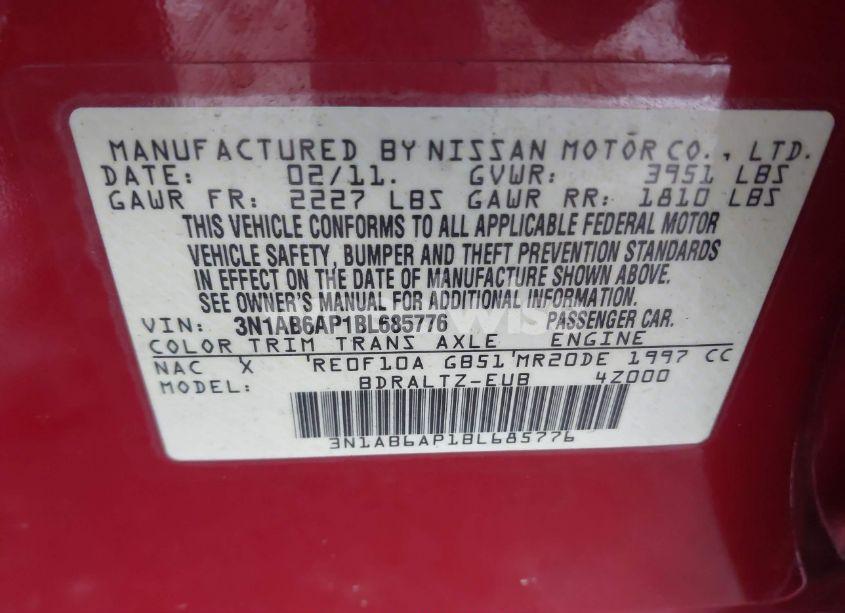 MANUFACTURED BY NISSAN MOTOR CO., LTD.
DATE: 02/11. GVWR: 3951 LBS
GAWR FR: 2227 LBS GAWR RR: 1810 LBS
THIS VEHICLE CONFORMS TO ALL APPLICABLE FEDERAL MOTOR
VEHICLE SAFETY, BUMPER AND THEFT PREVENTION STANDARDS
IN EFFECT ON THE DATE OF MANUFACTURE SHOWN ABOVE.
SEE OWNER'S MANUAL FOR ADDITIONAL INFORMATION.
VIN: 3N1AB6AP1BL685776 PASSENGER CAR.
COLOR TRIM TRANS AXLE ENGINE
NAC X RE0F10A GB51 MR20DE 1997 CC
MODEL: BDRALTZ-EUB 4Z000
3N1AB6AP1BL685776